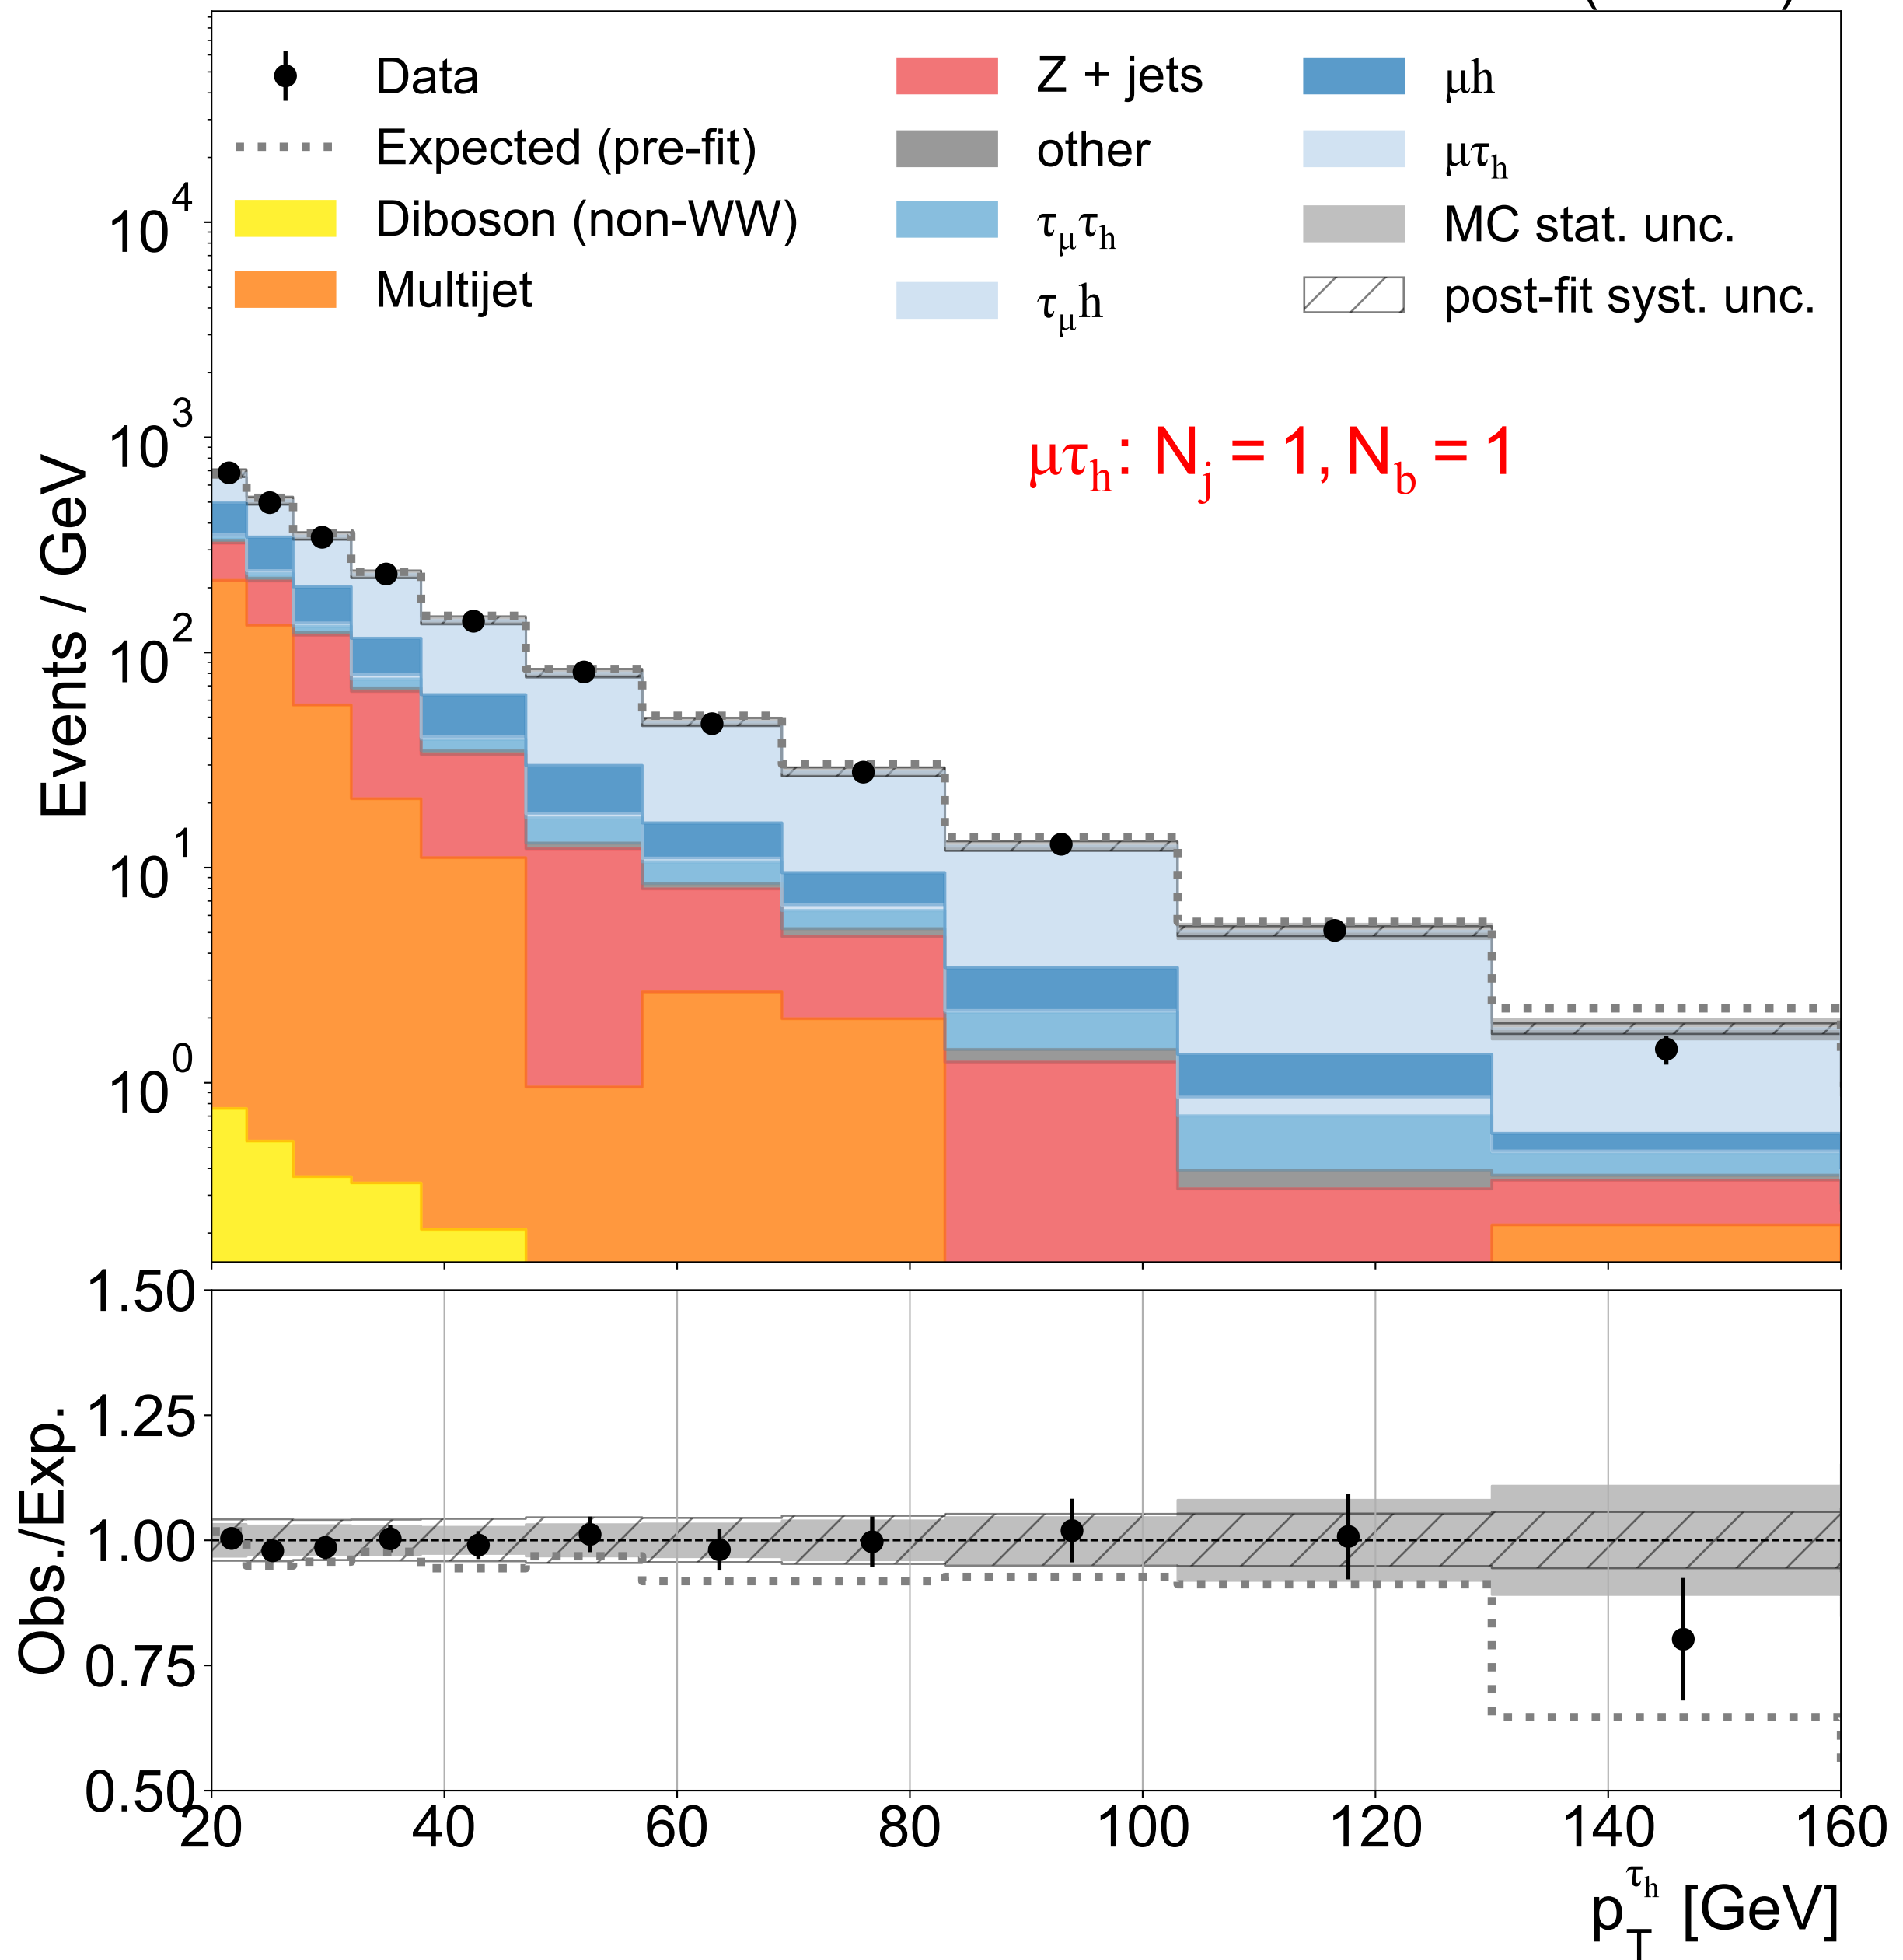 Data
Expected (pre-fit)
Diboson (non-WW)
Multijet
Z + jets
other
τμτh
τμh
μh
μτh
MC stat. unc.
post-fit syst. unc.
μτh: Nj = 1, Nb = 1
Events / GeV
10^4
10^3
10^2
10^1
10^0
Obs./Exp.
1.50
1.25
1.00
0.75
0.50
20 40 60 80 100 120 140 160
pT^τh [GeV]